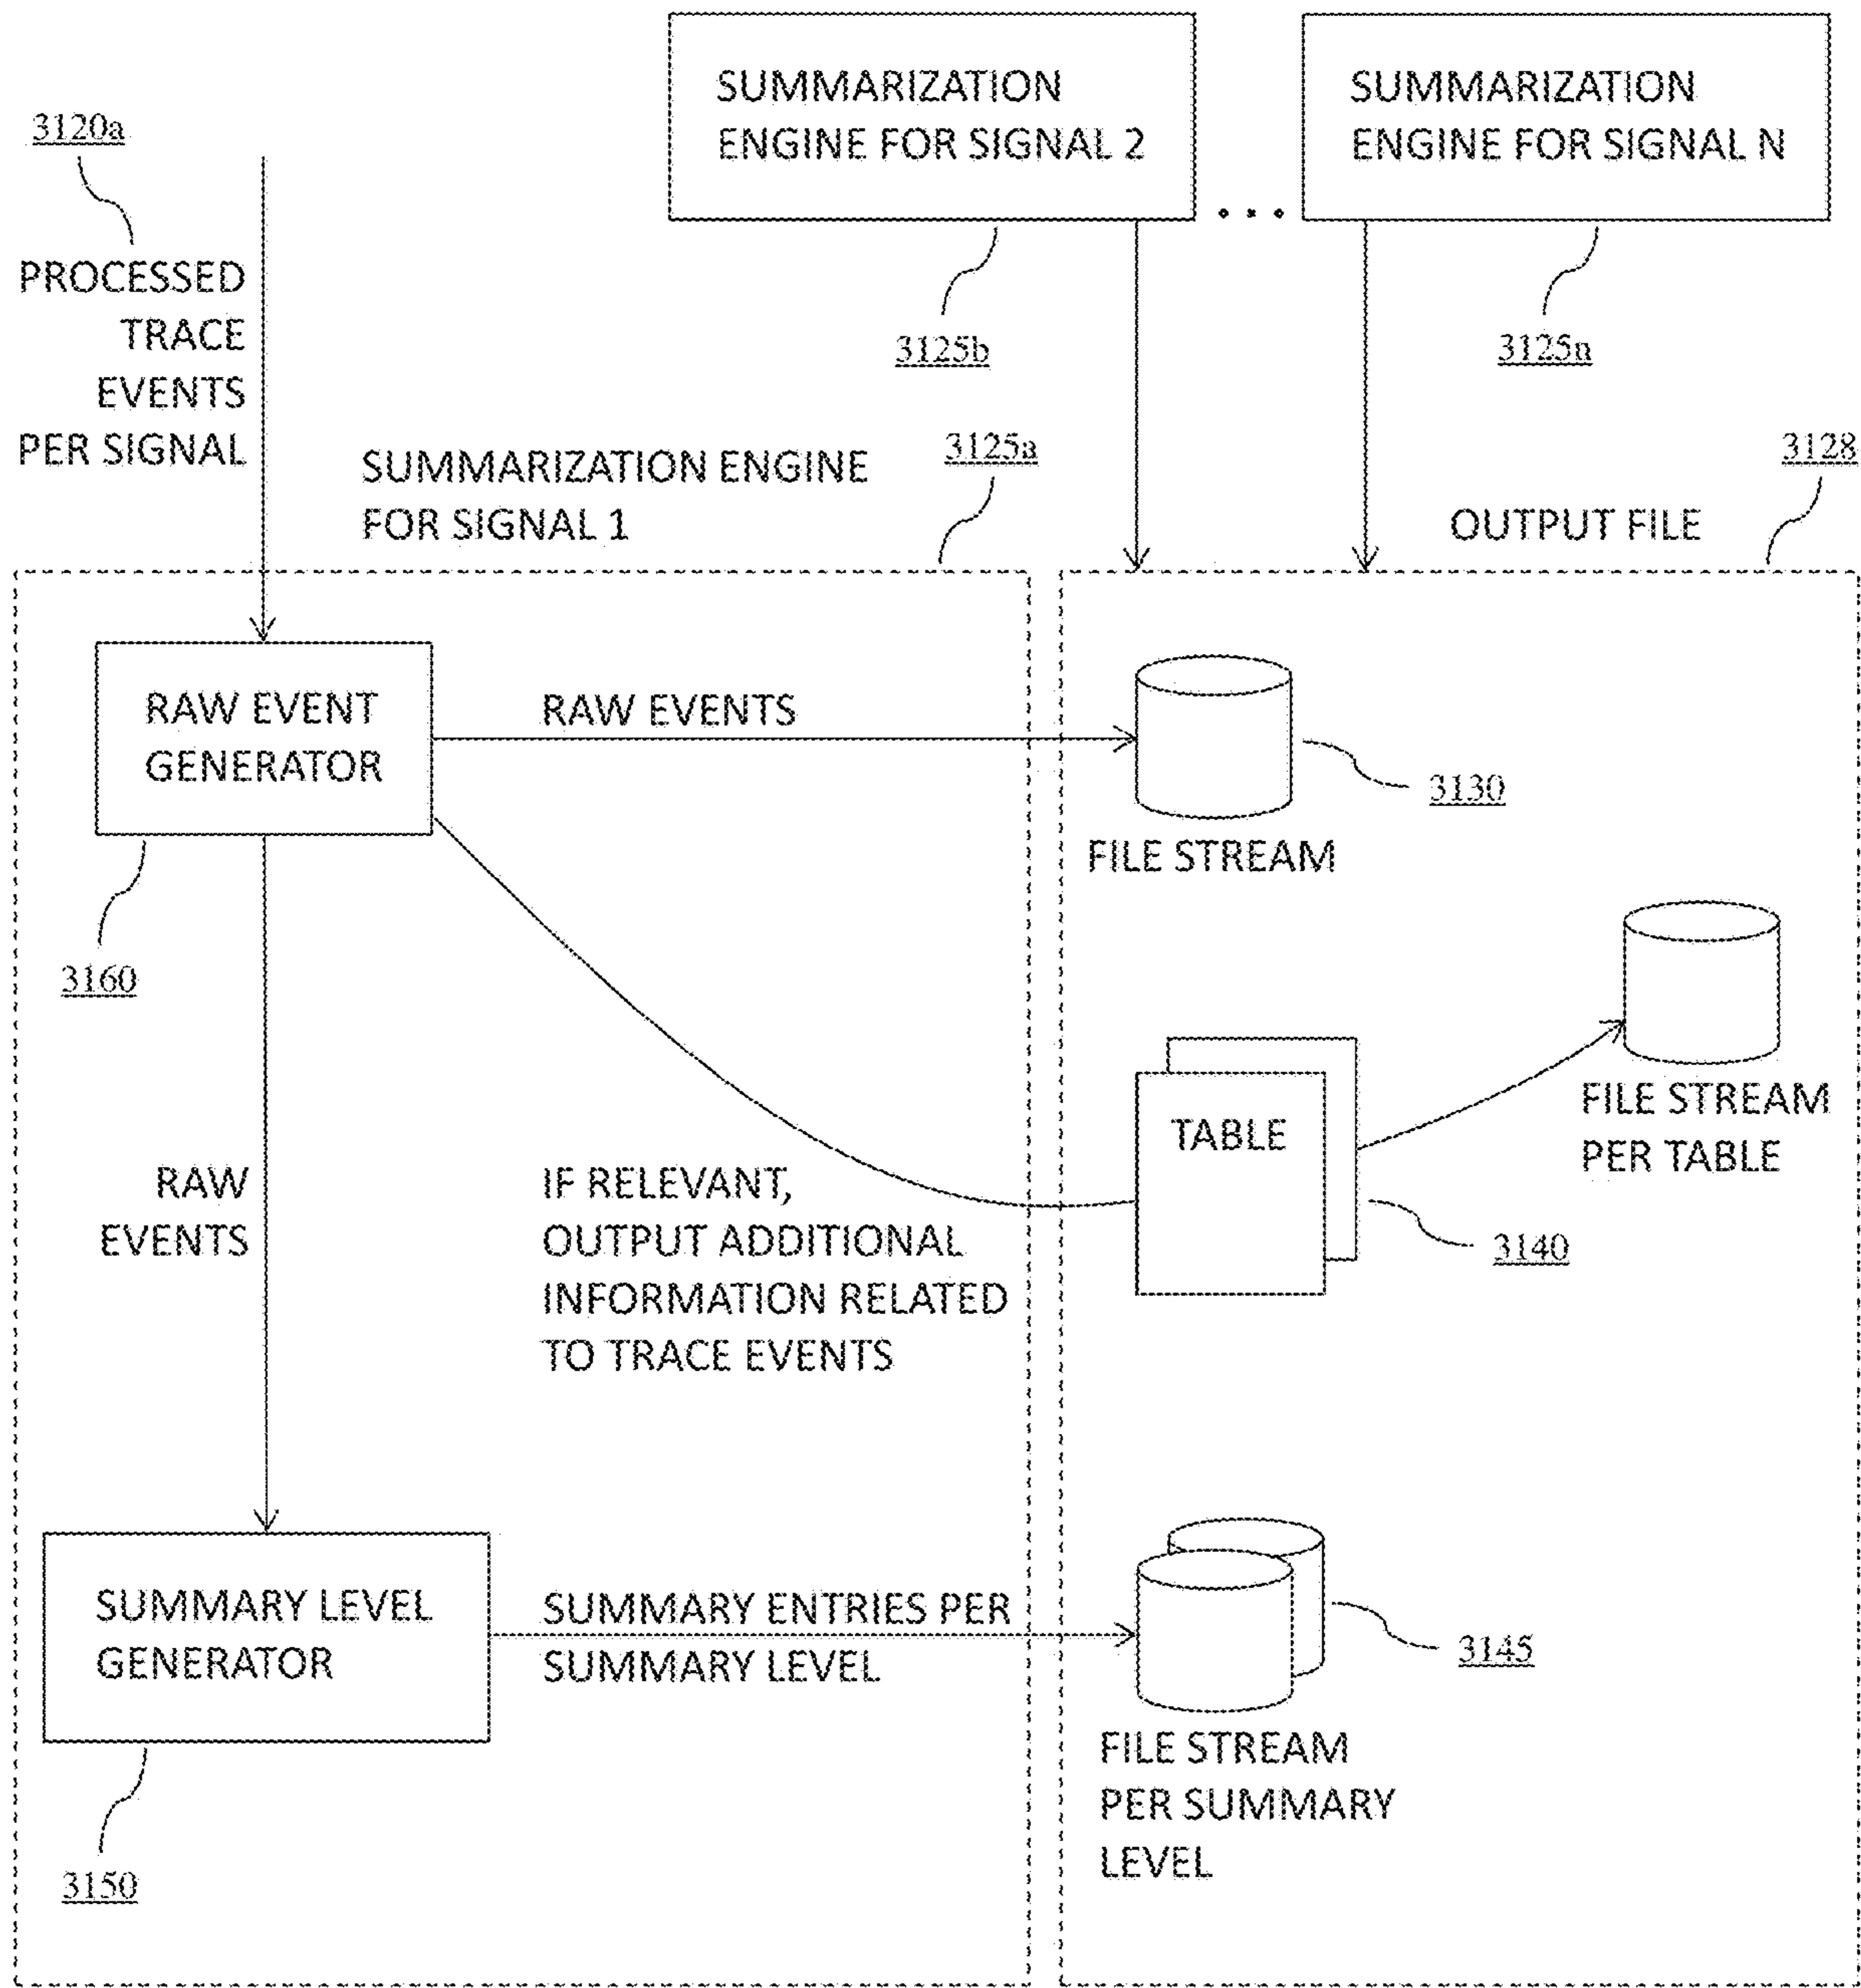 SUMMARIZATION
ENGINE FOR SIGNAL 2
SUMMARIZATION
ENGINE FOR SIGNAL N
3120a
PROCESSED
TRACE
EVENTS
PER SIGNAL
3125b
3125n
SUMMARIZATION ENGINE
FOR SIGNAL 1
3125a
OUTPUT FILE
3128
RAW EVENT
GENERATOR
RAW EVENTS
3130
FILE STREAM
3160
FILE STREAM
PER TABLE
TABLE
3140
RAW
EVENTS
IF RELEVANT,
OUTPUT ADDITIONAL
INFORMATION RELATED
TO TRACE EVENTS
SUMMARY LEVEL
GENERATOR
SUMMARY ENTRIES PER
SUMMARY LEVEL
3145
FILE STREAM
PER SUMMARY
LEVEL
3150